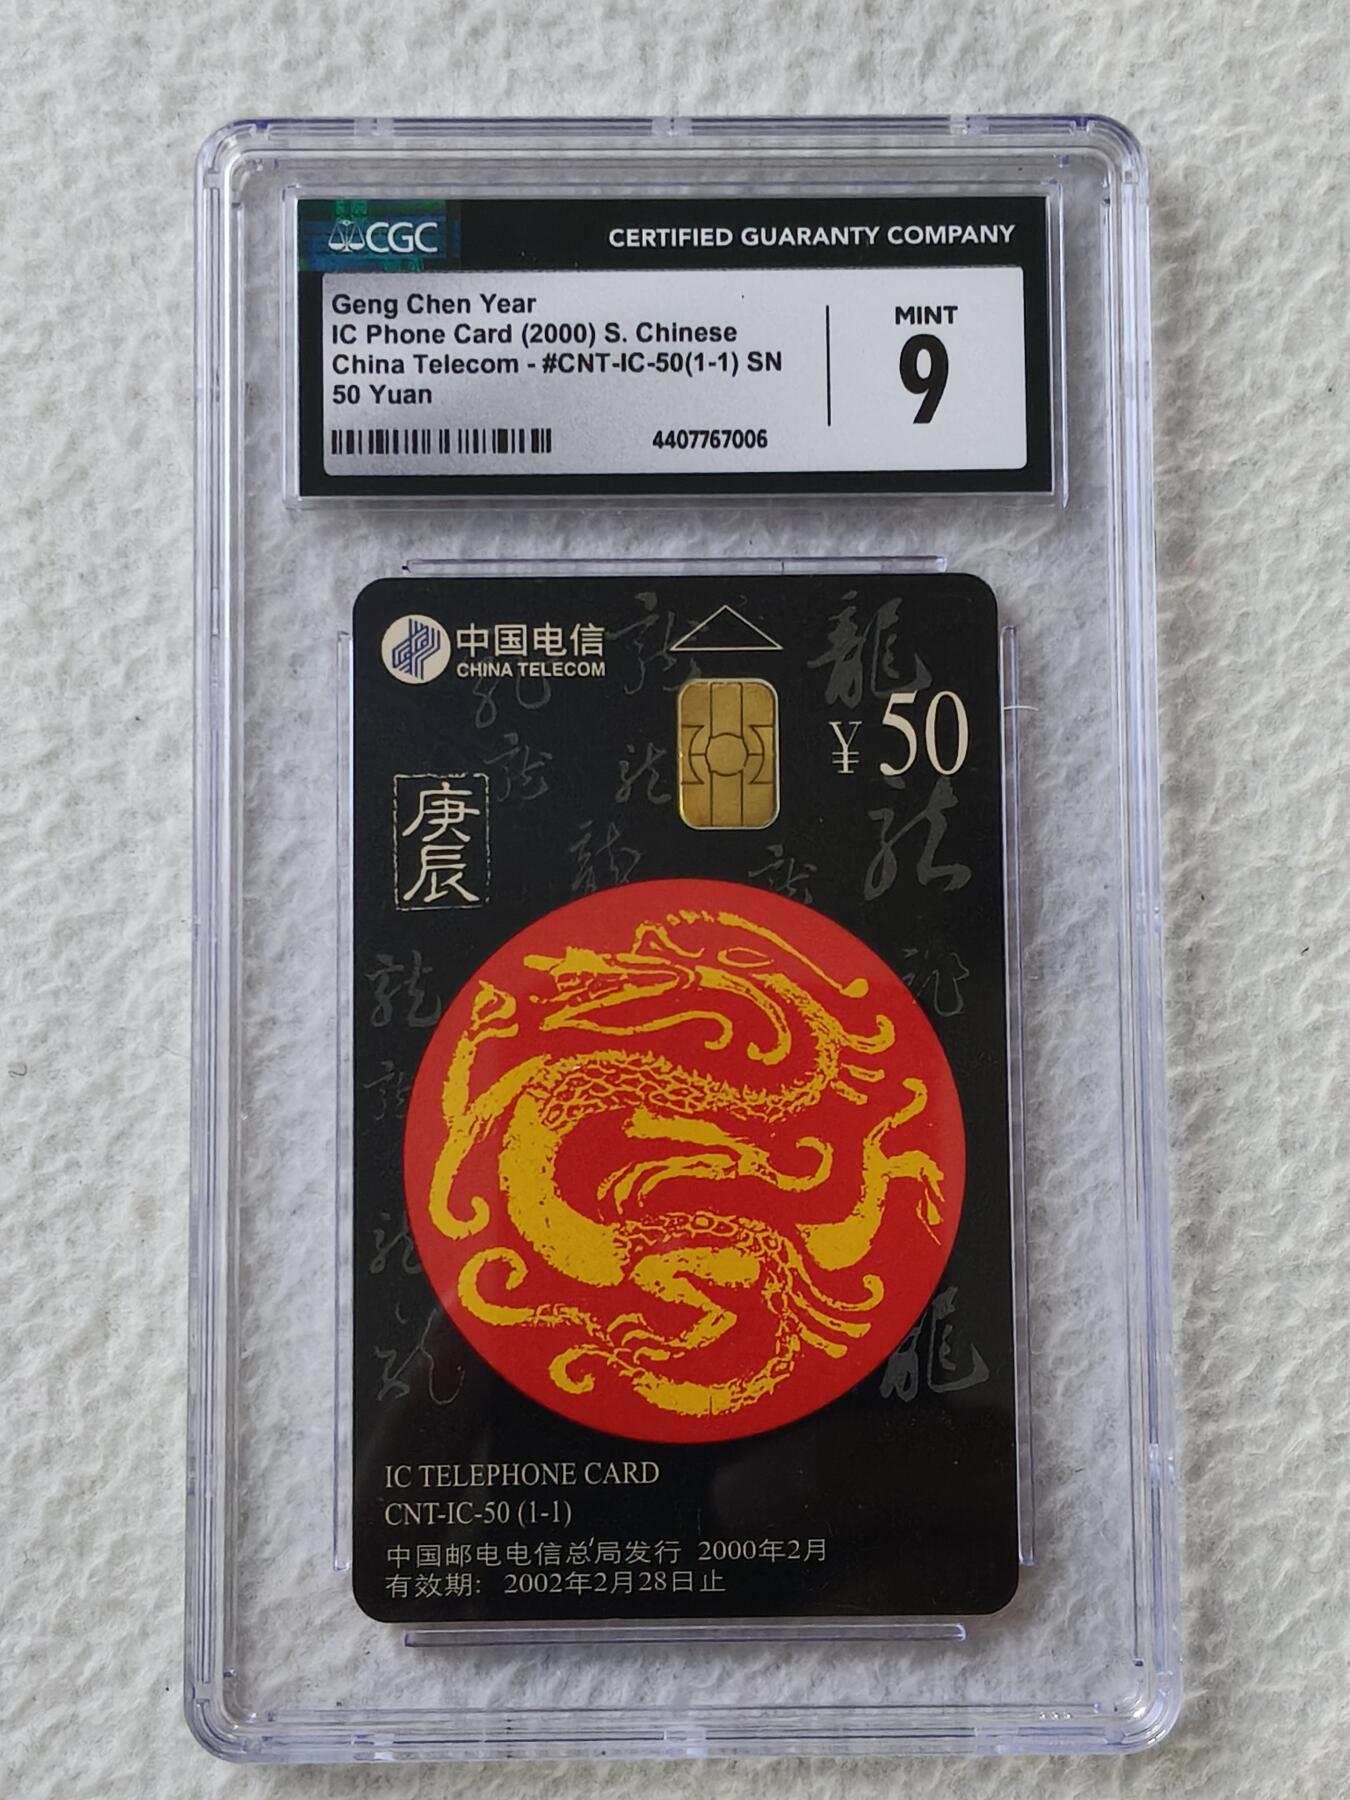 CGC
CERTIFIED GUARANTY COMPANY
Geng Chen Year
IC Phone Card (2000) S. Chinese
China Telecom - #CNT-IC-50(1-1) SN
50 Yuan
4407767006
MINT
9
中国电信
CHINA TELECOM
¥50
庚辰
龍
IC TELEPHONE CARD
CNT-IC-50 (1-1)
中国邮电电信总局发行 2000年2月
有效期: 2002年2月28日止